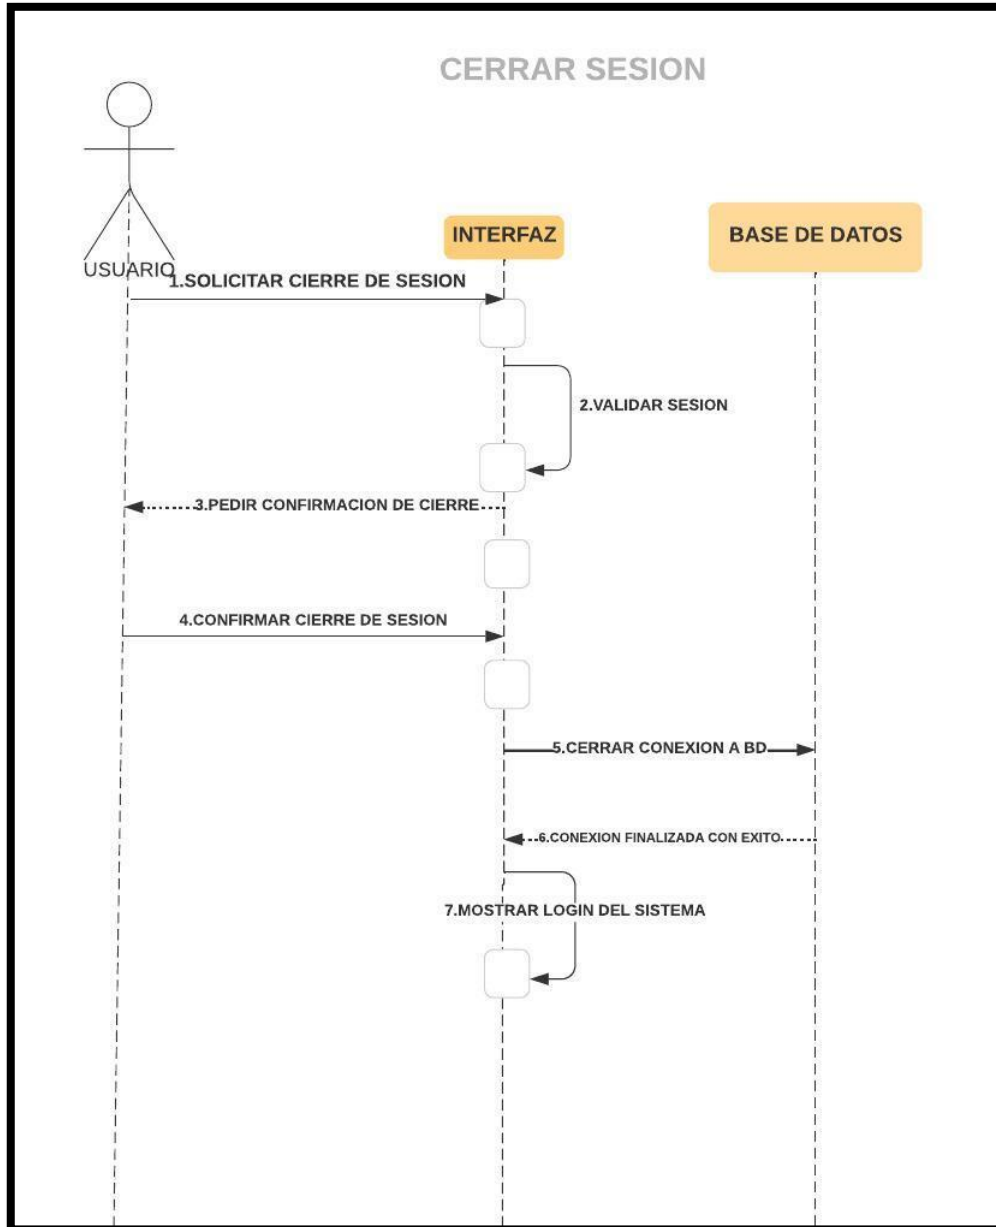 CERRAR SESION
INTERFAZ
BASE DE DATOS
USUARIO
1.SOLICITAR CIERRE DE SESION
2.VALIDAR SESION
3.PEDIR CONFIRMACION DE CIERRE
4.CONFIRMAR CIERRE DE SESION
5.CERRAR CONEXION A BD
6.CONEXION FINALIZADA CON EXITO
7.MOSTRAR LOGIN DEL SISTEMA